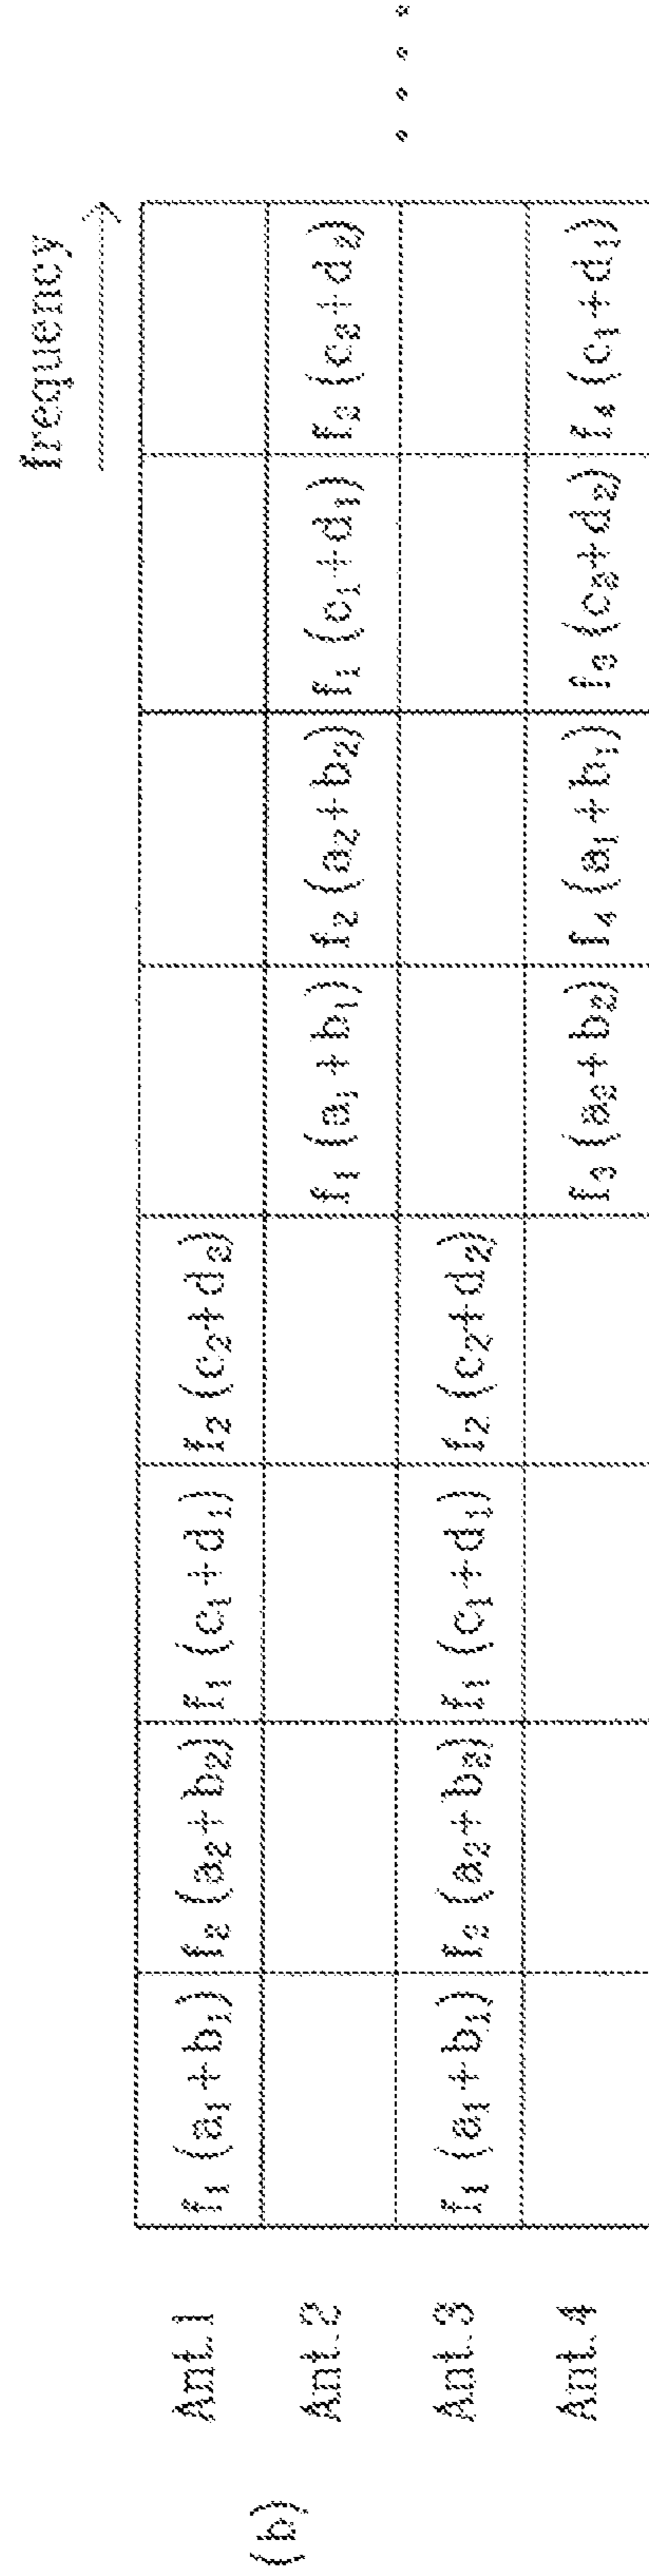 frequency
(b)
Ant.1 f₁ (a₁+b₁) f₂ (a₂+b₂) f₁ (c₁+d₁) f₂ (c₂+d₂)
Ant.2 f₁ (a₁+b₁) f₂ (a₂+b₂) f₁ (c₁+d₁) f₂ (c₂+d₂)
Ant.3 f₁ (a₁+b₁) f₂ (a₂+b₂) f₁ (c₁+d₁) f₂ (c₂+d₂)
Ant.4 f₃ (a₂+b₂) f₄ (a₁+b₁) f₃ (c₂+d₂) f₄ (c₁+d₁)